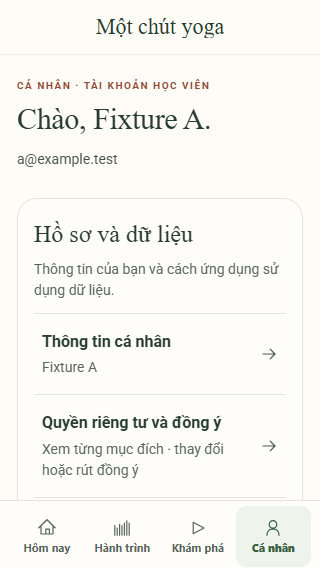 Một chút yoga
CÁ NHÂN · TÀI KHOẢN HỌC VIÊN
Chào, Fixture A.
a@example.test
Hồ sơ và dữ liệu
Thông tin của bạn và cách ứng dụng sử
dụng dữ liệu.
Thông tin cá nhân
Fixture A
Quyền riêng tư và đồng ý
Xem từng mục đích · thay đổi
hoặc rút đồng ý
Hôm nay
Hành trình
Khám phá
Cá nhân